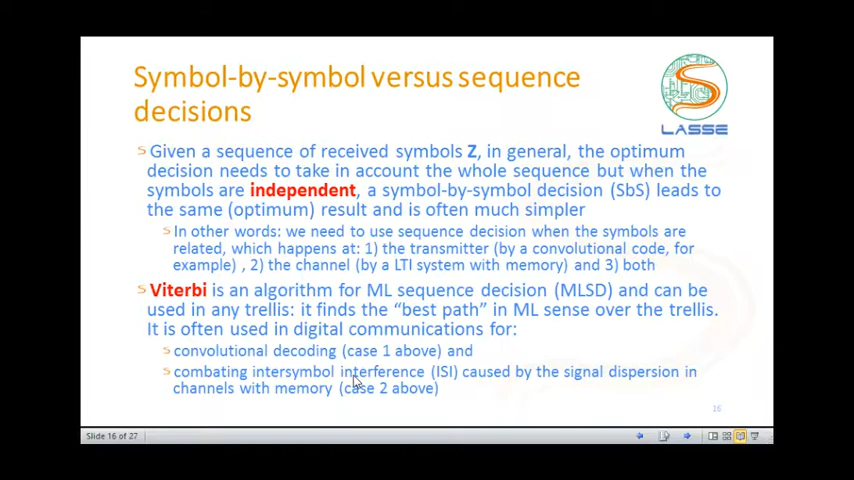 Symbol-by-symbol versus sequence
decisions
LASSE
Given a sequence of received symbols Z, in general, the optimum
decision needs to take in account the whole sequence but when the
symbols are independent, a symbol-by-symbol decision (SbS) leads to
the same (optimum) result and is often much simpler
In other words: we need to use sequence decision when the symbols are
related, which happens at: 1) the transmitter (by a convolutional code, for
example) , 2) the channel (by a LTI system with memory) and 3) both
Viterbi is an algorithm for ML sequence decision (MLSD) and can be
used in any trellis: it finds the “best path” in ML sense over the trellis.
It is often used in digital communications for:
convolutional decoding (case 1 above) and
combating intersymbol interference (ISI) caused by the signal dispersion in
channels with memory (case 2 above)
16
Slide 16 of 27